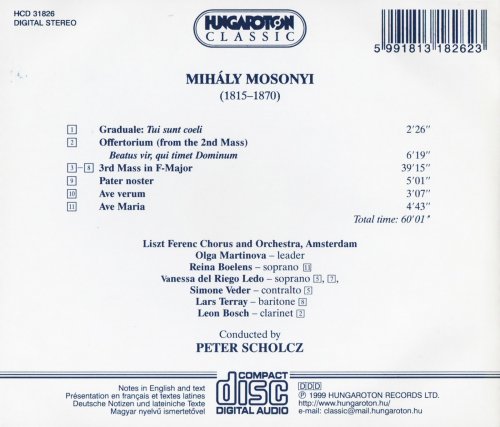 HCD 31826
DIGITAL STEREO
HUNGAROTON
CLASSIC
5 991813 182623
MIHÁLY MOSONYI
(1815–1870)
1 Graduale: Tui sunt coeli 2'26"
2 Offertorium (from the 2nd Mass)
Beatus vir, qui timet Dominum 6'19"
3 – 8 3rd Mass in F-Major 39'15"
9 Pater noster 5'01"
10 Ave verum 3'07"
11 Ave Maria 4'43"
Total time: 60'01"
Liszt Ferenc Chorus and Orchestra, Amsterdam
Olga Martinova – leader
Reina Boelens – soprano 11
Vanessa del Riego Ledo – soprano 5, 7,
Simone Veder – contralto 5
Lars Terray – baritone 8
Leon Bosch – clarinet 2
Conducted by
PETER SCHOLCZ
Notes in English and text
Présentation en français et textes latines
Deutsche Notizen und lateiniche Texte
Magyar nyelvű ismertetővel
COMPACT
disc
DIGITAL AUDIO
DDD
℗ 1999 HUNGAROTON RECORDS LTD.
http://www.hungaroton.hu/
e-mail: classic@mail.hungaroton.hu